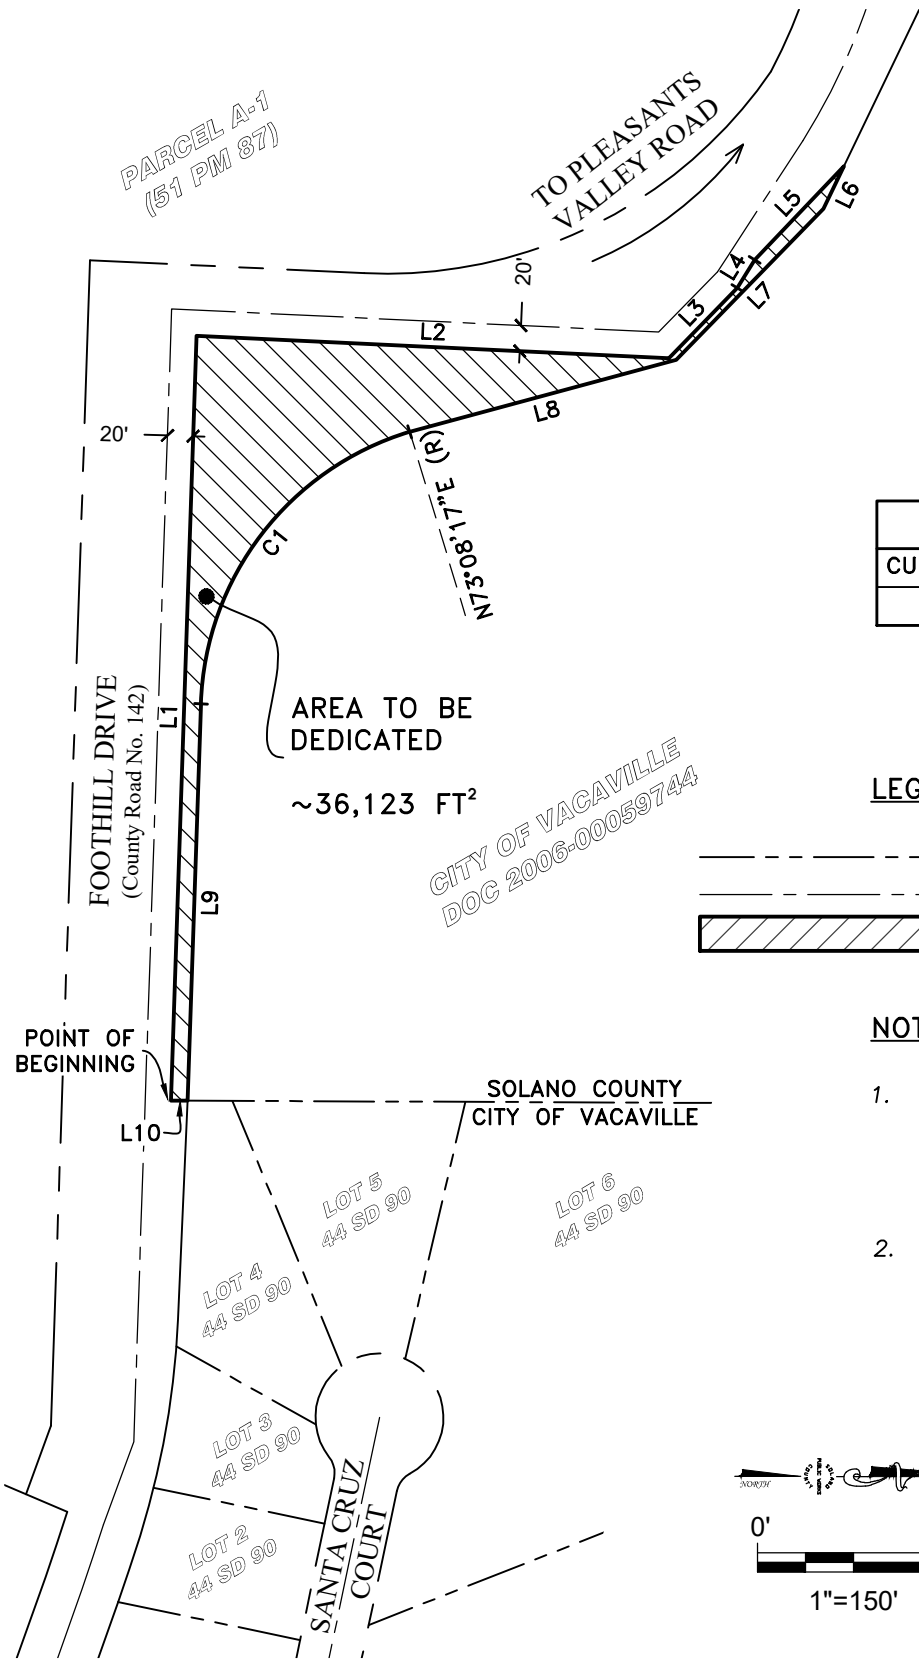 PARCEL A-1
(51 PM 87)
TO PLEASANTS
VALLEY ROAD
L5
L6
L4
L7
L3
20'
L2
L8
20'
N73°08'17"E (R)
C1
CU
AREA TO BE
DEDICATED
~36,123 FT²
L1
FOOTHILL DRIVE
(County Road No. 142)
CITY OF VACAVILLE
DOC 2006-00059744
LEG
L9
POINT OF
BEGINNING
NOT
SOLANO COUNTY
CITY OF VACAVILLE
1.
L10
LOT 5
44 SD 90
LOT 6
44 SD 90
2.
LOT 4
44 SD 90
LOT 3
44 SD 90
LOT 2
44 SD 90
SANTA CRUZ
COURT
NORTH
SOLANO
PUBLIC WORKS
COUNTY
0'
1"=150'